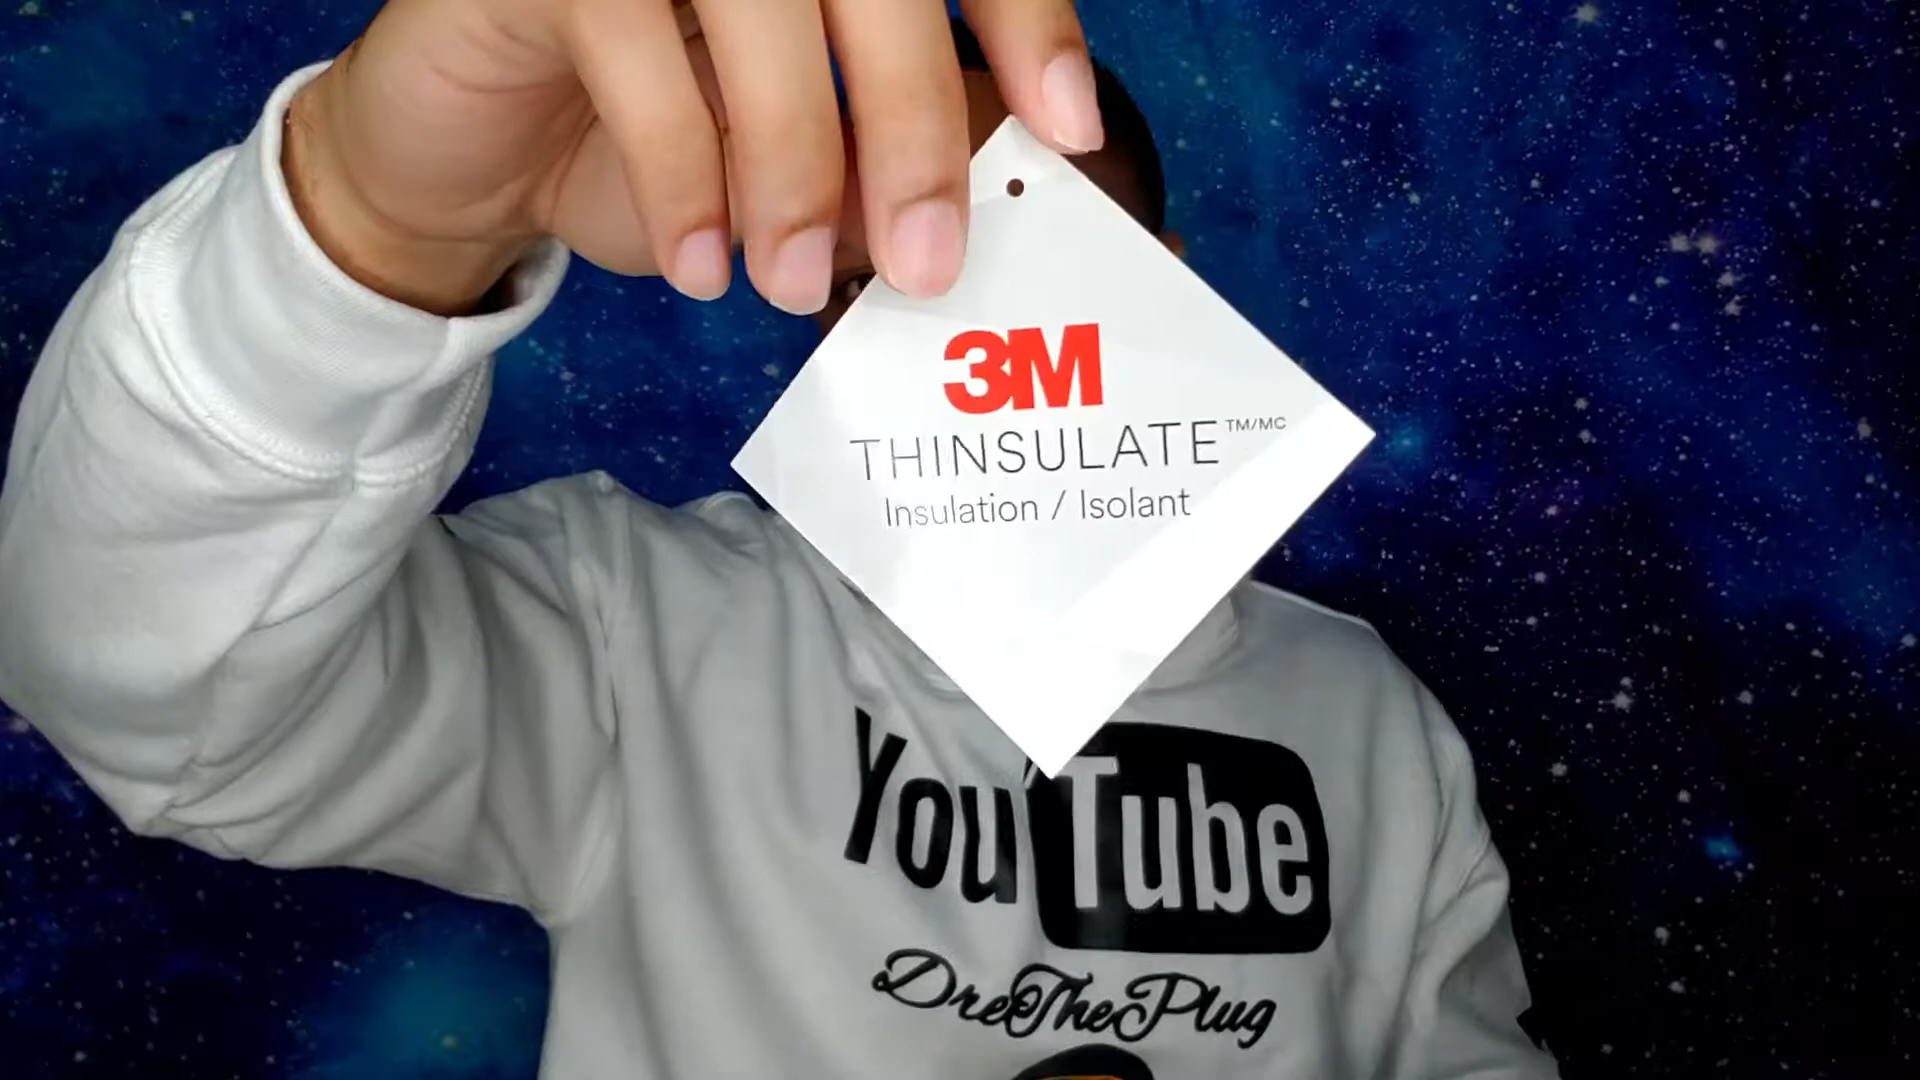 3M
THINSULATE™/MC
Insulation / Isolant
YouTube
DreThePlug